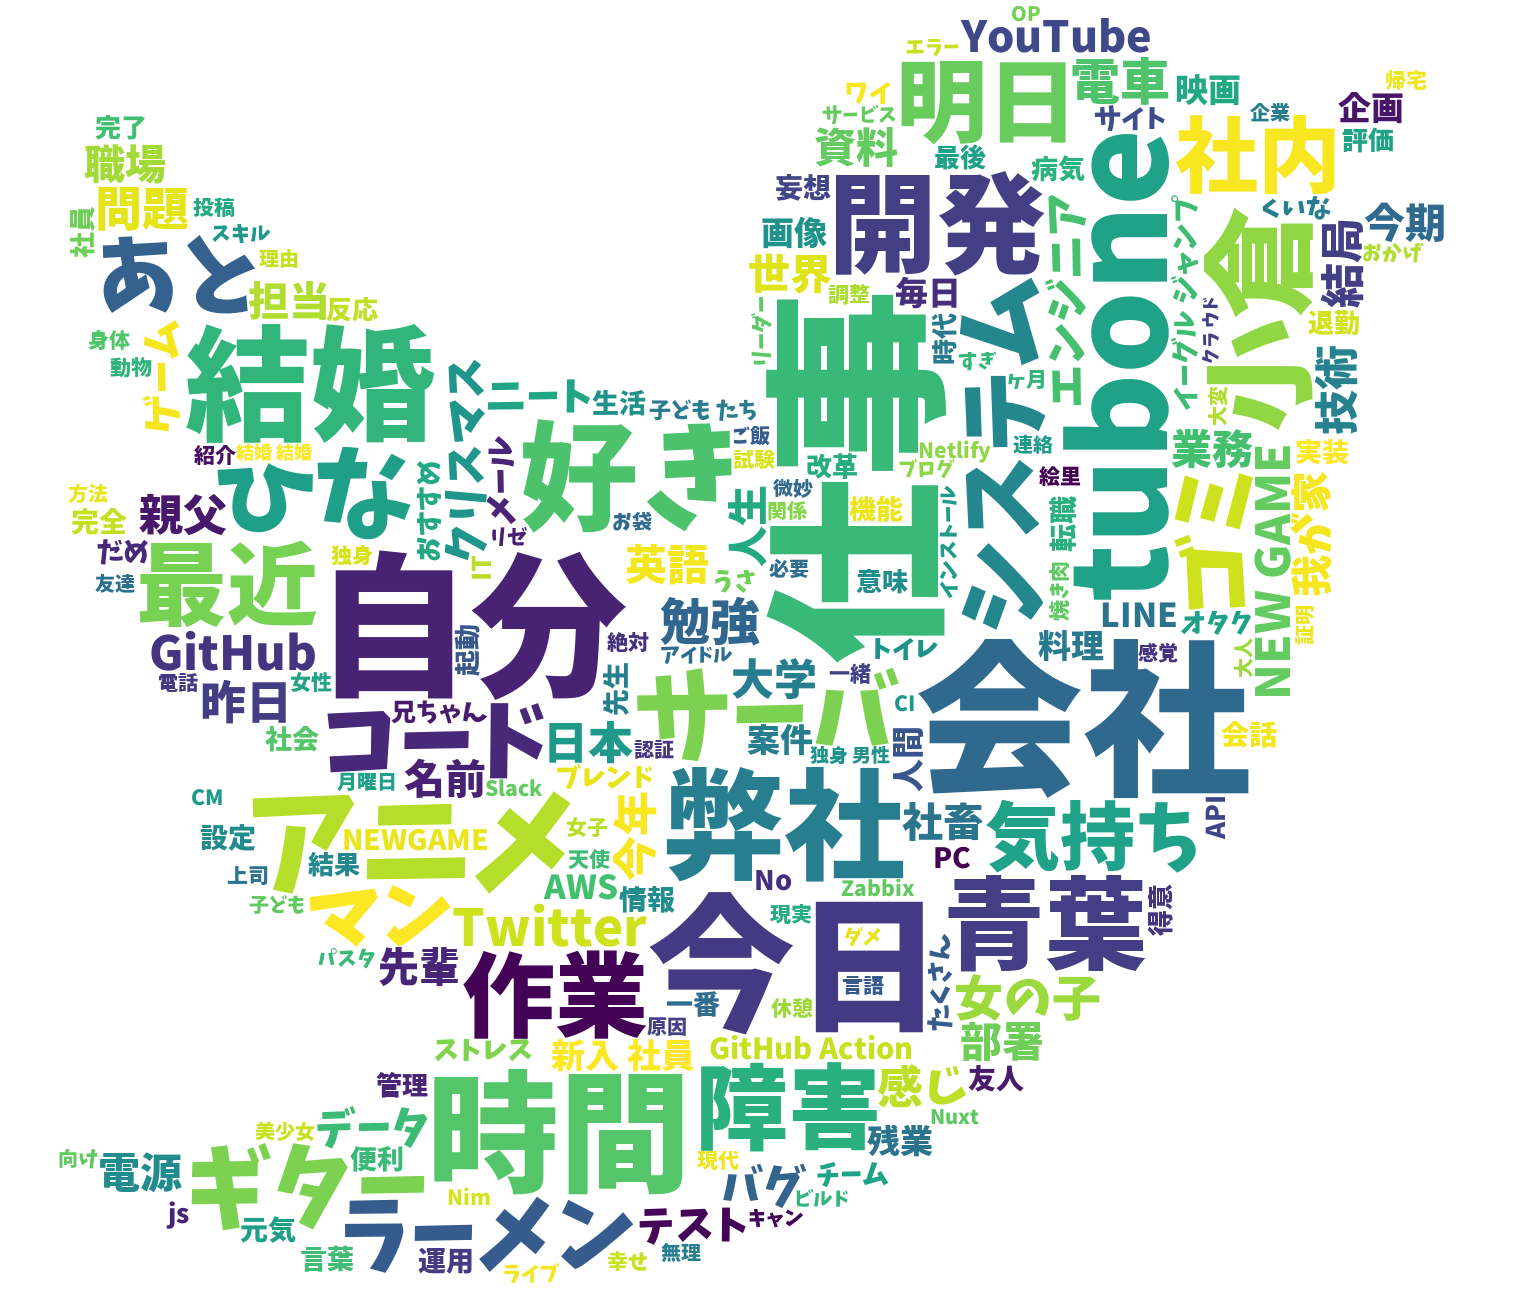 OP
YouTube
エラー
明日
電車
映画
帰宅
ワイ
サービス
サイト
企業
企画
資料
最後
社内
評価
完了
職場
病気
妄想
開発
tubone
問題
投稿
社員
スキル
画像
エンジニア
イーグルジャンプ
くいな
小倉
結局
今期
おかげ
あと
理由
世界
調整
毎日
担当
反応
リーダー
仕事
時代
システム
クラウド
退勤
身体
動物
ゲーム
結婚
すぎ
ケ月
大変
技術
クリスマス
ニート
生活
子ども たち
ご飯
好き
試験
Netlify
ブログ
連絡
業務
実装
紹介
結婚 結婚
ひな
おすすめ
メール
改革
微妙
絵里
NEW GAME
方法
完全
親父
お袋
リゼ
人生
関係
機能
インストール
転職
ゴミ
我が家
だめ
最近
独身
IT
英語
うさ
必要
意味
焼き肉
友達
自分
勉強
LINE
オタク
証明
GitHub
起動
絶対
アイドル
トイレ
料理
感覚
大人
電話
昨日
女性
先生
大学
一緒
会社
兄ちゃん
サーバ
CI
社会
コード
日本
認証
案件
独身 男性
人間
会話
月曜日
名前
Slack
ブレンド
弊社
CM
アニメ
設定
NEWGAME
女子
今年
社畜
気持ち
API
上司
結果
天使
PC
子ども
マン
AWS
情報
No
Zabbix
青葉
得意
Twitter
今日
現実
ダメ
パスタ
先輩
作業
言語
たくさん
女の子
一番
原因
休憩
部署
ストレス
新入 社員
GitHub Action
管理
時間
障害
感じ
友人
Nuxt
美少女
データ
残業
向け
電源
ギター
便利
現代
バグ
チーム
ビルド
js
元気
Nim
ラーメン
テスト
キャン
言葉
運用
ライブ
幸せ
無理